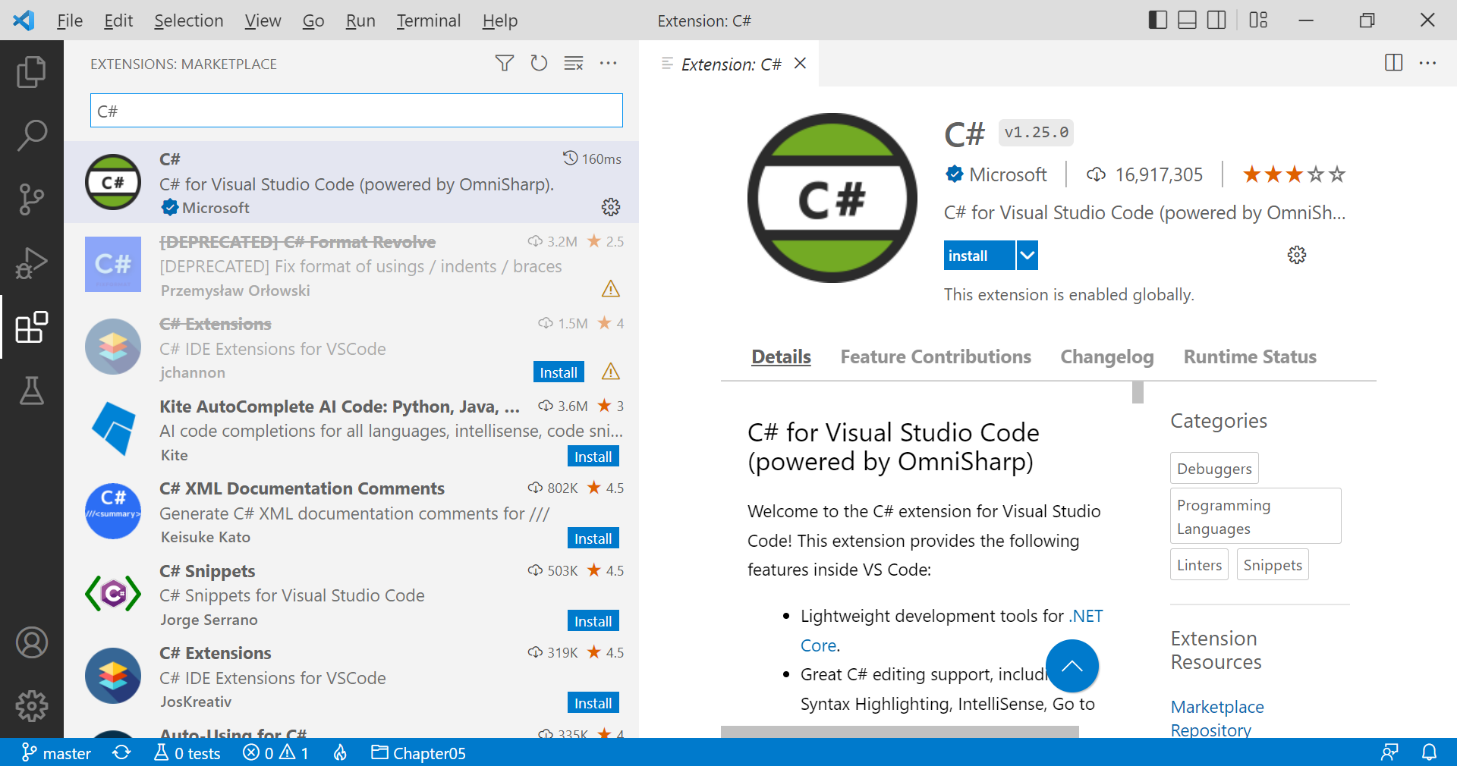 File Edit Selection View Go Run Terminal Help
Extension: C#
EXTENSIONS: MARKETPLACE
C#
C#
C# 160ms
C# for Visual Studio Code (powered by OmniSharp).
Microsoft
C#
[DEPRECATED] C# Format Revolve 3.2M 2.5
[DEPRECATED] Fix format of usings / indents / braces
Przemysław Orłowski
C# Extensions 1.5M 4
C# IDE Extensions for VSCode
jchannon Install
Kite AutoComplete AI Code: Python, Java, ... 3.6M 3
AI code completions for all languages, intellisense, code sni...
Kite Install
C#
///<summary>
C# XML Documentation Comments 802K 4.5
Generate C# XML documentation comments for ///
Keisuke Kato Install
C# Snippets 503K 4.5
C# Snippets for Visual Studio Code
Jorge Serrano Install
C# Extensions 319K 4.5
C# IDE Extensions for VSCode
JosKreativ Install
Auto-Using for C# 335K 4
Extension: C#
C#
C# v1.25.0
Microsoft 16,917,305
C# for Visual Studio Code (powered by OmniSh...
install
This extension is enabled globally.
Details Feature Contributions Changelog Runtime Status
C# for Visual Studio Code
(powered by OmniSharp)
Welcome to the C# extension for Visual Studio
Code! This extension provides the following
features inside VS Code:
Lightweight development tools for .NET
Core.
Great C# editing support, includi
Syntax Highlighting, IntelliSense, Go to
Categories
Debuggers
Programming
Languages
Linters Snippets
Extension
Resources
Marketplace
Repository
master 0 tests 0 1 Chapter05